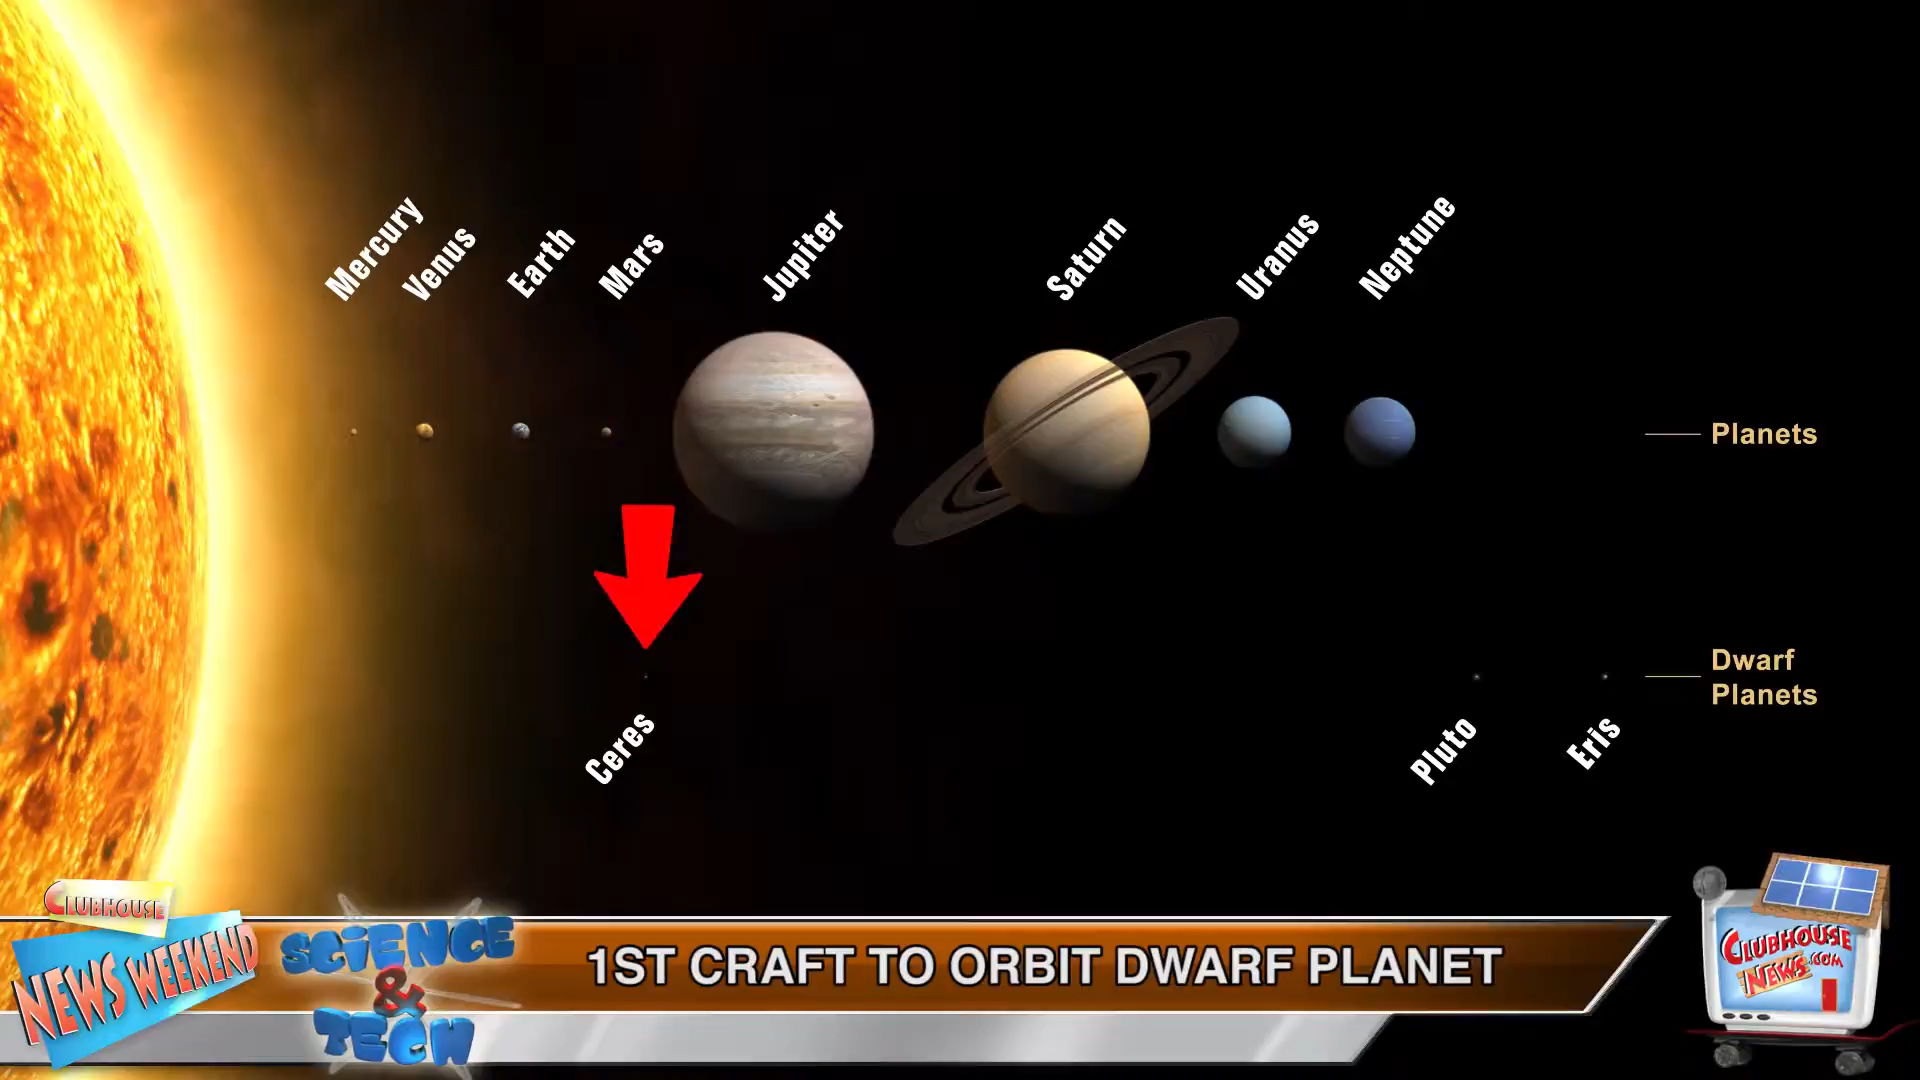 Mercury
Venus
Earth
Mars
Jupiter
Saturn
Uranus
Neptune
Planets
Dwarf
Planets
Ceres
Pluto
Eris
CLUBHOUSE
NEWS WEEKEND
SCIENCE
&
TECH
1ST CRAFT TO ORBIT DWARF PLANET
CLUBHOUSE
NEWS.COM